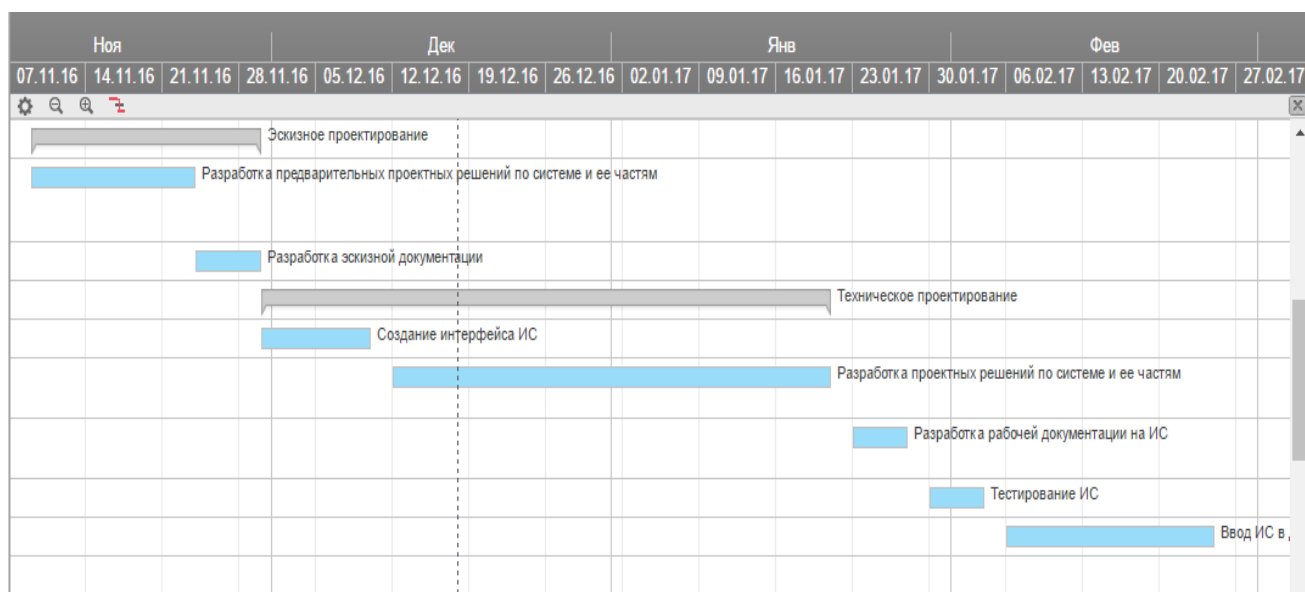 Ноя Дек Янв Фев
07.11.16 14.11.16 21.11.16 28.11.16 05.12.16 12.12.16 19.12.16 26.12.16 02.01.17 09.01.17 16.01.17 23.01.17 30.01.17 06.02.17 13.02.17 20.02.17 27.02.17
Эскизное проектирование
Разработка предварительных проектных решений по системе и ее частям
Разработка эскизной документации
Техническое проектирование
Создание интерфейса ИС
Разработка проектных решений по системе и ее частям
Разработка рабочей документации на ИС
Тестирование ИС
Ввод ИС в